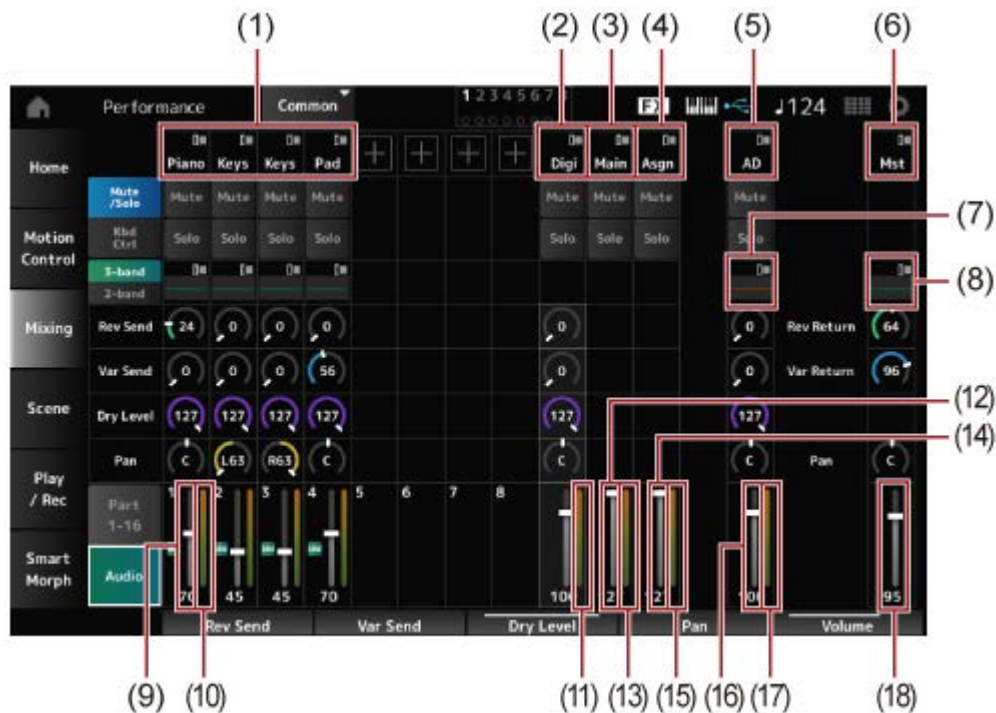 (1) (2) (3) (4) (5) (6)
Performance Common 1 2 3 4 5 6 7 8 FX ♩124
Home Piano Keys Keys Pad + + + + Digi Main Asgn AD Mst
Mute /Solo Mute Mute Mute Mute Mute Mute Mute Mute
Kbd Ctrl Solo Solo Solo Solo Solo Solo Solo Solo
Motion Control
(7)
3-band
2-band
(8)
Mixing Rev Send 24 0 0 0 0 0 Rev Return 64
Var Send 0 0 0 56 0 0 Var Return 96
Scene Dry Level 127 127 127 127 127 127
(12)
(14)
Pan C L63 R63 C C C Pan C
Play / Rec
Part 1-16 1 2 3 4 5 6 7 8
Smart Morph
Audio 70 45 45 70 100 100 95
Rev Send Var Send Dry Level Pan Volume
(9) (10) (11) (13) (15) (16) (17) (18)